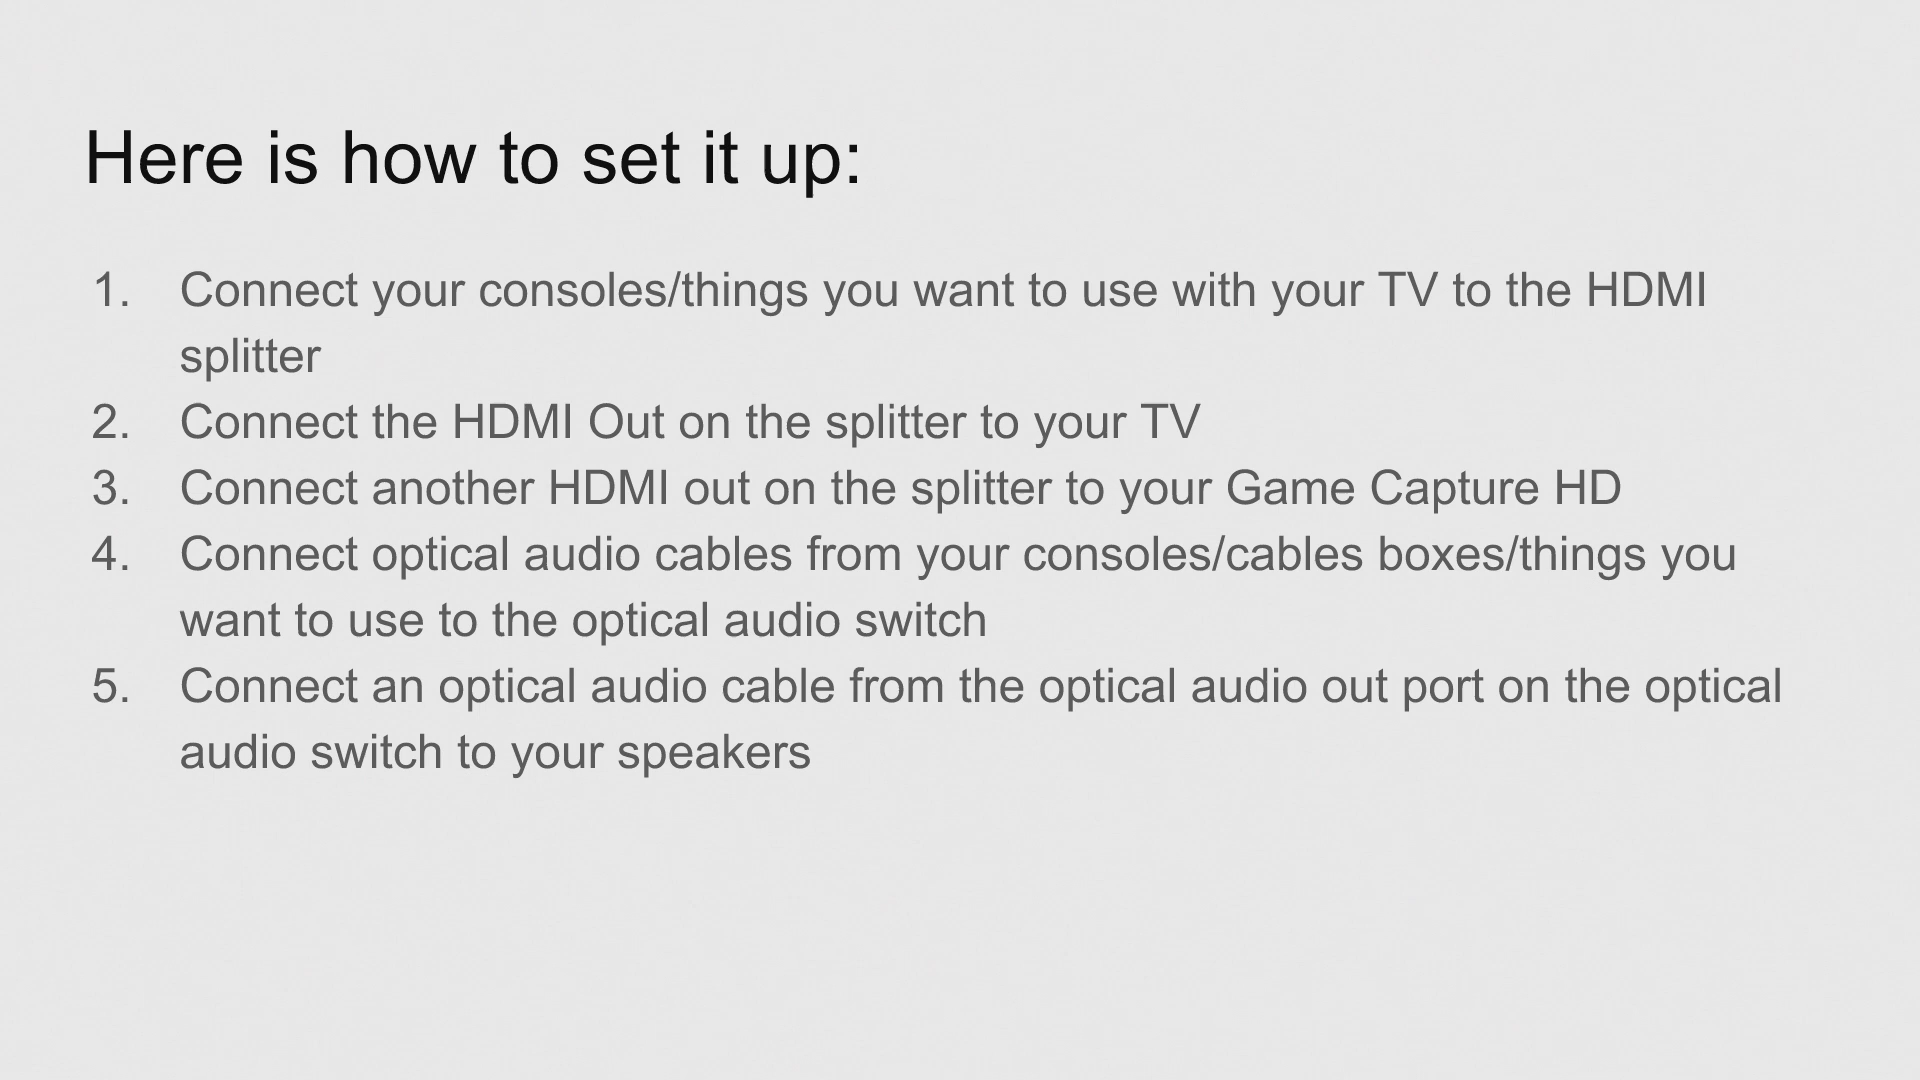 Here is how to set it up:
1. Connect your consoles/things you want to use with your TV to the HDMI
splitter
2. Connect the HDMI Out on the splitter to your TV
3. Connect another HDMI out on the splitter to your Game Capture HD
4. Connect optical audio cables from your consoles/cables boxes/things you
want to use to the optical audio switch
5. Connect an optical audio cable from the optical audio out port on the optical
audio switch to your speakers